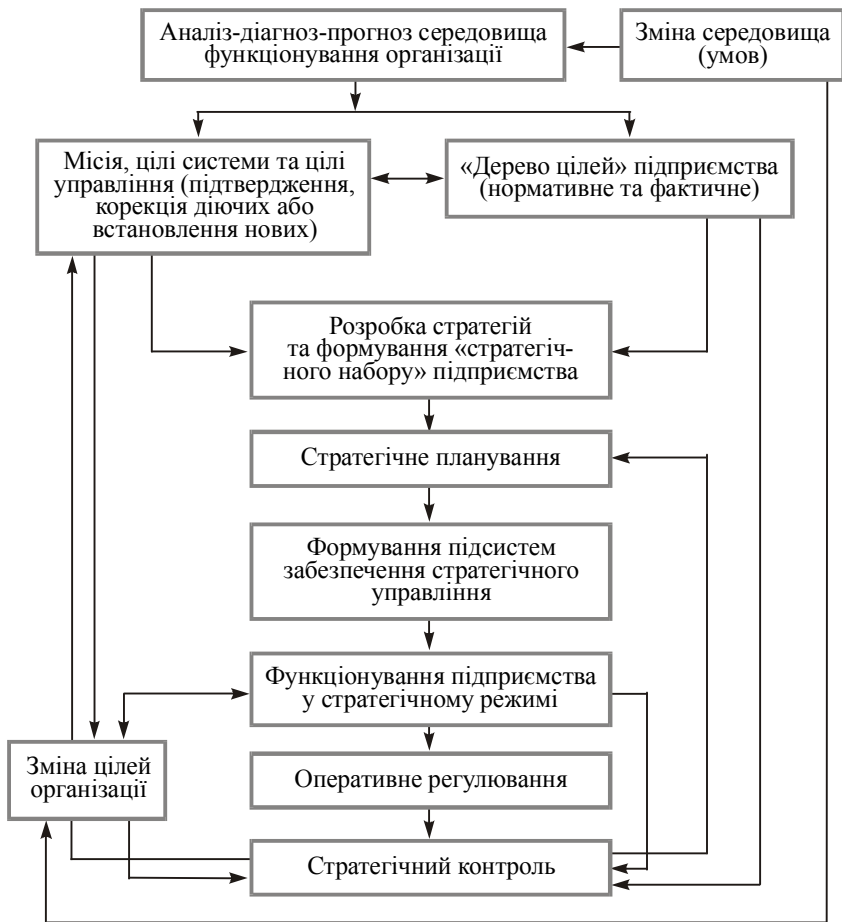 Аналіз-діагноз-прогноз середовища
функціонування організації
Зміна середовища
(умов)
Місія, цілі системи та цілі
управління (підтвердження,
корекція діючих або
встановлення нових)
«Дерево цілей» підприємства
(нормативне та фактичне)
Розробка стратегій
та формування «стратегіч-
ного набору» підприємства
Стратегічне планування
Формування підсистем
забезпечення стратегічного
управління
Функціонування підприємства
у стратегічному режимі
Зміна цілей
організації
Оперативне регулювання
Стратегічний контроль